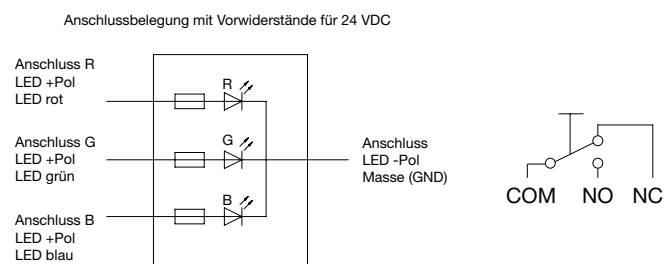 Anschlussbelegung mit Vorwiderstände für 24 VDC
Anschluss R
LED +Pol
LED rot
R
Anschluss G
LED +Pol
LED grün
G
Anschluss B
LED +Pol
LED blau
B
Anschluss
LED -Pol
Masse (GND)
COM NO NC